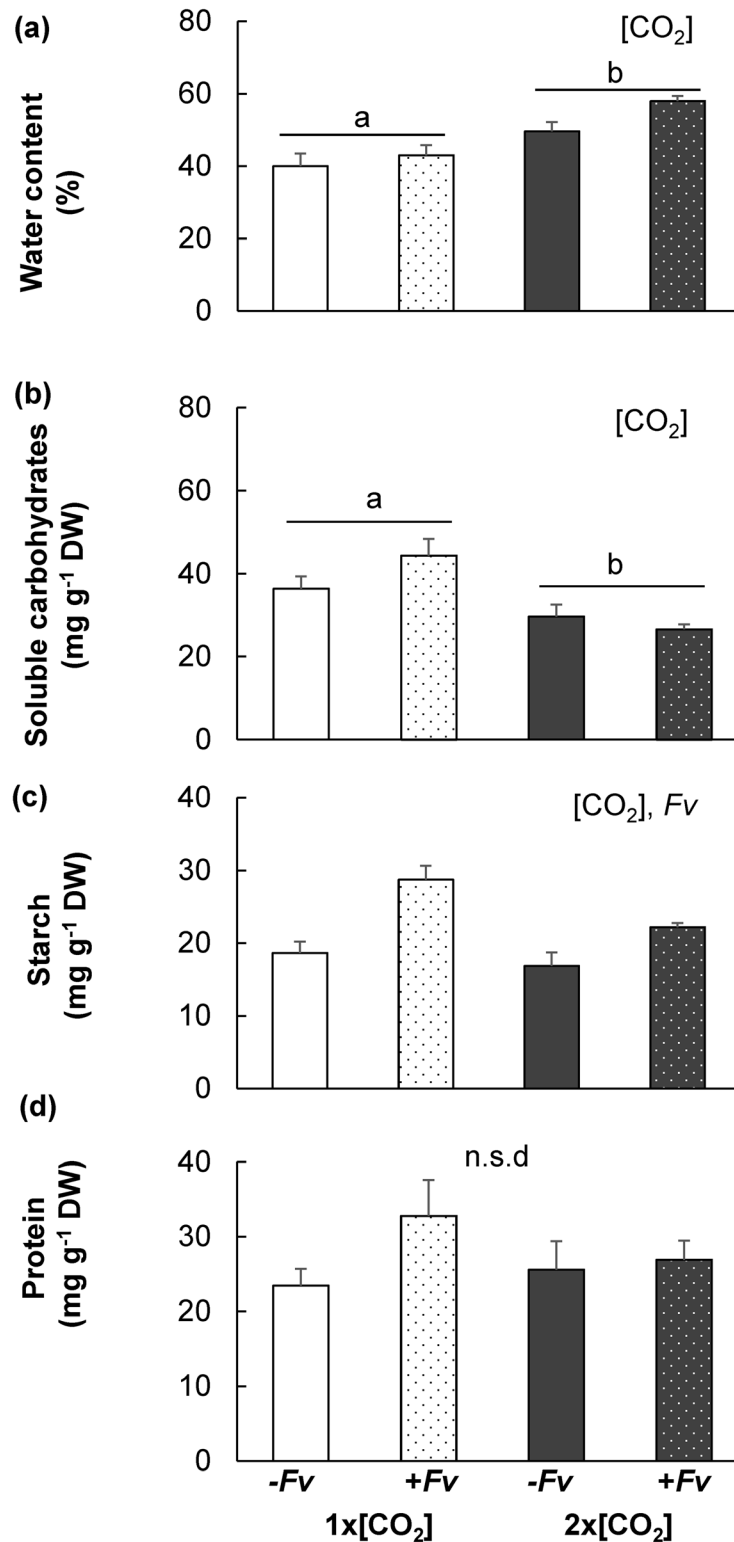 (a)
[CO₂]
Water content
(%)
80
60
40
20
0
a
b
(b)
[CO₂]
Soluble carbohydrates
(mg g⁻¹ DW)
80
60
40
20
0
a
b
(c)
[CO₂], Fv
Starch
(mg g⁻¹ DW)
40
30
20
10
0
(d)
n.s.d
Protein
(mg g⁻¹ DW)
40
30
20
10
0
-Fv +Fv -Fv +Fv
1x[CO₂] 2x[CO₂]